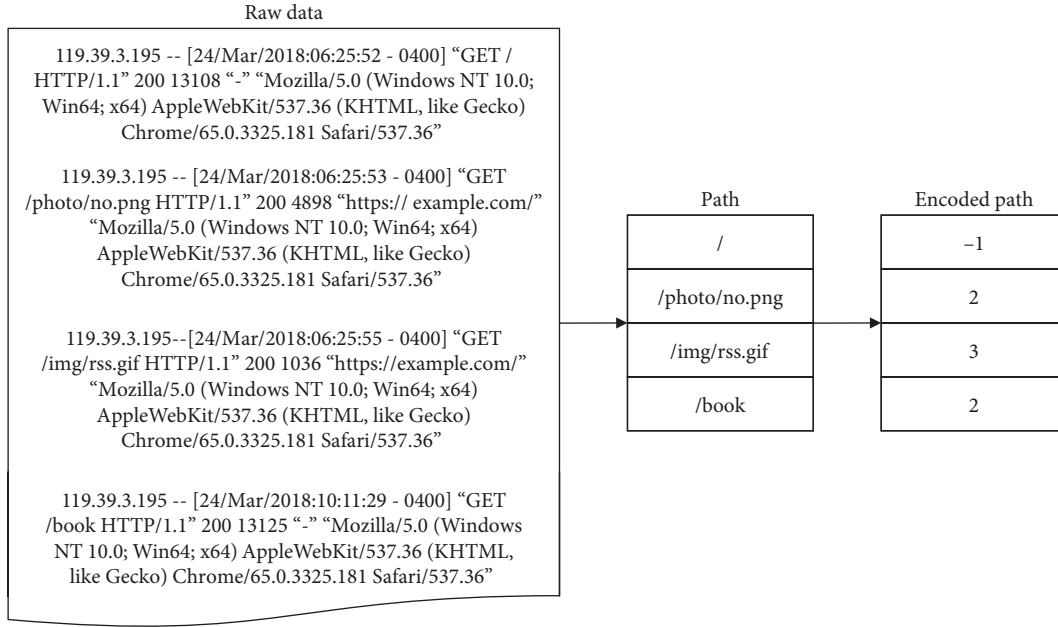 Raw data
119.39.3.195 -- [24/Mar/2018:06:25:52 - 0400] “GET /
HTTP/1.1” 200 13108 “-” “Mozilla/5.0 (Windows NT 10.0;
Win64; x64) AppleWebKit/537.36 (KHTML, like Gecko)
Chrome/65.0.3325.181 Safari/537.36”
119.39.3.195 -- [24/Mar/2018:06:25:53 - 0400] “GET
/photo/no.png HTTP/1.1” 200 4898 “https:// example.com/”
“Mozilla/5.0 (Windows NT 10.0; Win64; x64)
AppleWebKit/537.36 (KHTML, like Gecko)
Chrome/65.0.3325.181 Safari/537.36”
119.39.3.195--[24/Mar/2018:06:25:55 - 0400] “GET
/img/rss.gif HTTP/1.1” 200 1036 “https://example.com/”
“Mozilla/5.0 (Windows NT 10.0; Win64; x64)
AppleWebKit/537.36 (KHTML, like Gecko)
Chrome/65.0.3325.181 Safari/537.36”
119.39.3.195 -- [24/Mar/2018:10:11:29 - 0400] “GET
/book HTTP/1.1” 200 13125 “-” “Mozilla/5.0 (Windows
NT 10.0; Win64; x64) AppleWebKit/537.36 (KHTML,
like Gecko) Chrome/65.0.3325.181 Safari/537.36”
Path
/
/photo/no.png
/img/rss.gif
/book
Encoded path
–1
2
3
2